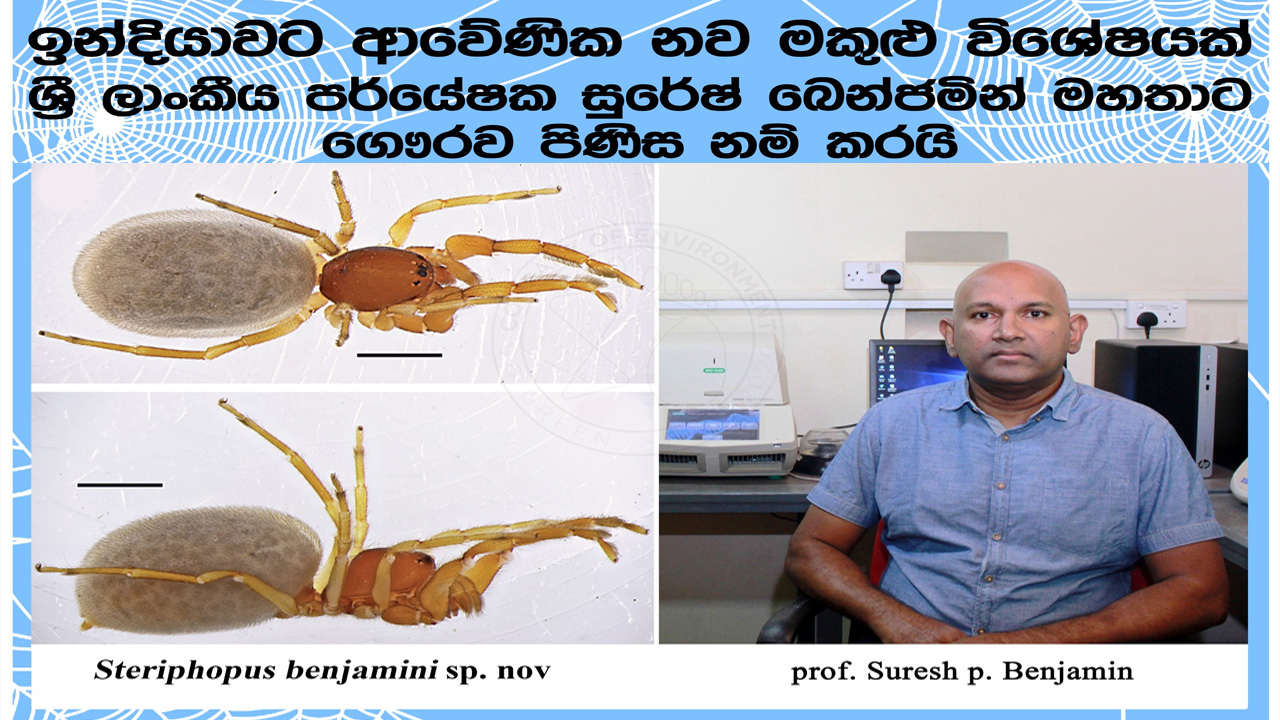 ඉන්දියාවට ආවේණික නව මකුළු විශේෂයක්
ශ්‍රී ලාංකීය පර්යේෂක සුරේෂ් බෙන්ජමින් මහතාට
ගෞරව පිණිස නම් කරයි
Steriphopus benjamini sp. nov
prof. Suresh p. Benjamin